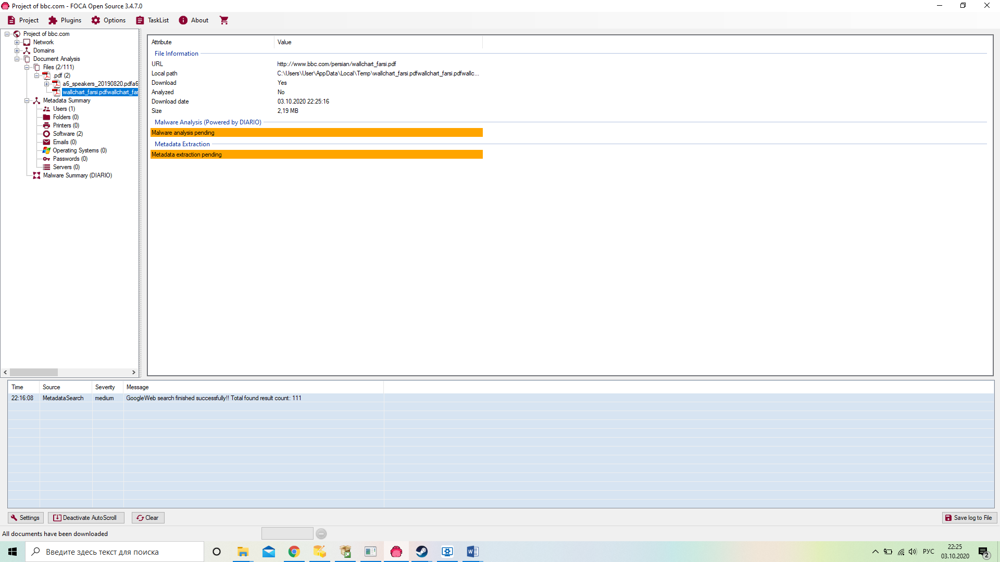 Project of bbc.com - FOCA Open Source 3.4.7.0
Project Plugins Options TaskList About
Project of bbc.com
Network
Domains
Document Analysis
Files (2/111)
.pdf (2)
a6_speakers_20190820.pdfa6
wallchart_farsi.pdfwallchart_far
Metadata Summary
Users (1)
Folders (0)
Printers (0)
Software (2)
Emails (0)
Operating Systems (0)
Passwords (0)
Servers (0)
Malware Summary (DIARIO)
Attribute Value
File Information
URL http://www.bbc.com/persian/wallchart_farsi.pdf
Local path C:\Users\User\AppData\Local\Temp\wallchart_farsi.pdfwallchart_farsi.pdfwallc...
Download Yes
Analyzed No
Download date 03.10.2020 22:25:16
Size 2,19 MB
Malware Analysis (Powered by DIARIO)
Malware analysis pending
Metadata Extraction
Metadata extraction pending
Time Source Severity Message
22:16:08 MetadataSearch medium GoogleWeb search finished successfully!! Total found result count: 111
Settings Deactivate AutoScroll Clear Save log to File
All documents have been downloaded
Введите здесь текст для поиска
РУС
22:25
03.10.2020
2